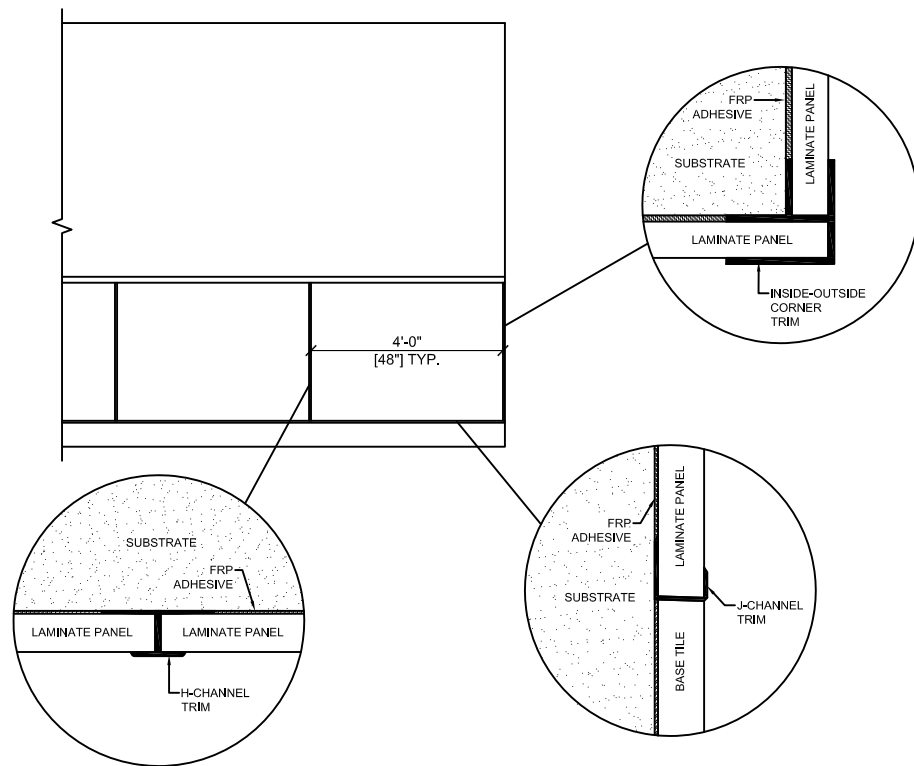 FRP
ADHESIVE
LAMINATE PANEL
SUBSTRATE
LAMINATE PANEL
INSIDE-OUTSIDE
CORNER
TRIM
4'-0"
[48"] TYP.
SUBSTRATE
FRP
ADHESIVE
LAMINATE PANEL
LAMINATE PANEL
H-CHANNEL
TRIM
LAMINATE PANEL
FRP
ADHESIVE
SUBSTRATE
J-CHANNEL
TRIM
BASE TILE